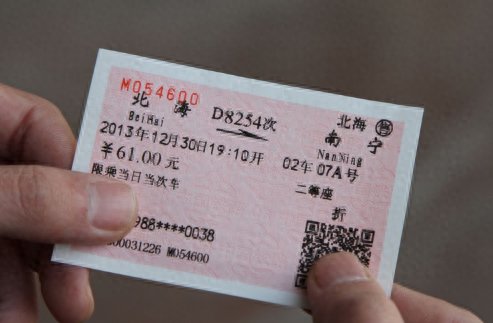 M054600 北海 售
北 海 D8254次 南 宁
BeiHai NanNing
2013年12月30日19:10开 02车07A号
¥61.00元 二等座
限乘当日当次车 折
988****0038
00031226 M054600